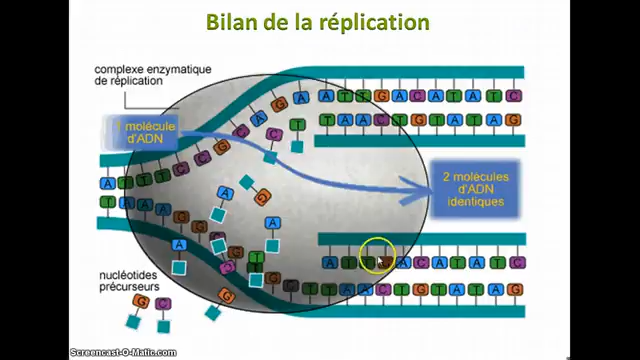 Bilan de la réplication
complexe enzymatique
de réplication
1 molécule
d'ADN
A T T G A C A T A T C
T A A C T G T A T A G
2 molécules
d'ADN
identiques
nucléotides
précurseurs
A T T G A C A T A T C
T A A C T G T A T A G
Screencast-O-Matic.com